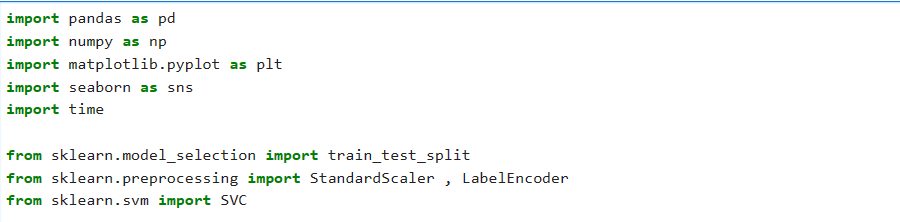 import pandas as pd
import numpy as np
import matplotlib.pyplot as plt
import seaborn as sns
import time
from sklearn.model_selection import train_test_split
from sklearn.preprocessing import StandardScaler , LabelEncoder
from sklearn.svm import SVC